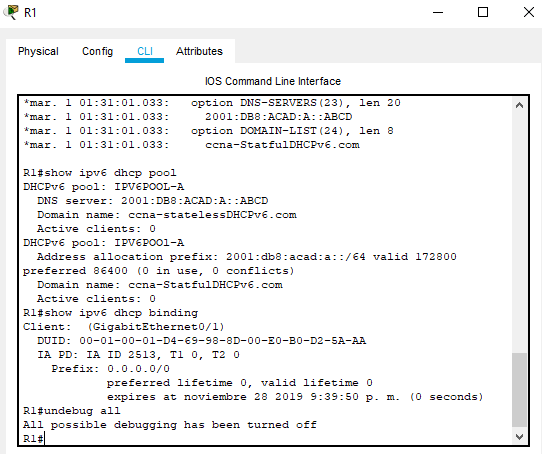 R1
Physical Config CLI Attributes
IOS Command Line Interface
*mar. 1 01:31:01.033: option DNS-SERVERS(23), len 20
*mar. 1 01:31:01.033: 2001:DB8:ACAD:A::ABCD
*mar. 1 01:31:01.033: option DOMAIN-LIST(24), len 8
*mar. 1 01:31:01.033: ccna-StatfulDHCPv6.com
R1#show ipv6 dhcp pool
DHCPv6 pool: IPV6POOL-A
DNS server: 2001:DB8:ACAD:A::ABCD
Domain name: ccna-statelessDHCPv6.com
Active clients: 0
DHCPv6 pool: IPV6POOl-A
Address allocation prefix: 2001:db8:acad:a::/64 valid 172800
preferred 86400 (0 in use, 0 conflicts)
Domain name: ccna-StatfulDHCPv6.com
Active clients: 0
R1#show ipv6 dhcp binding
Client: (GigabitEthernet0/1)
DUID: 00-01-00-01-D4-69-98-8D-00-E0-B0-D2-5A-AA
IA PD: IA ID 2513, T1 0, T2 0
Prefix: 0.0.0.0/0
preferred lifetime 0, valid lifetime 0
expires at noviembre 28 2019 9:39:50 p. m. (0 seconds)
R1#undebug all
All possible debugging has been turned off
R1#